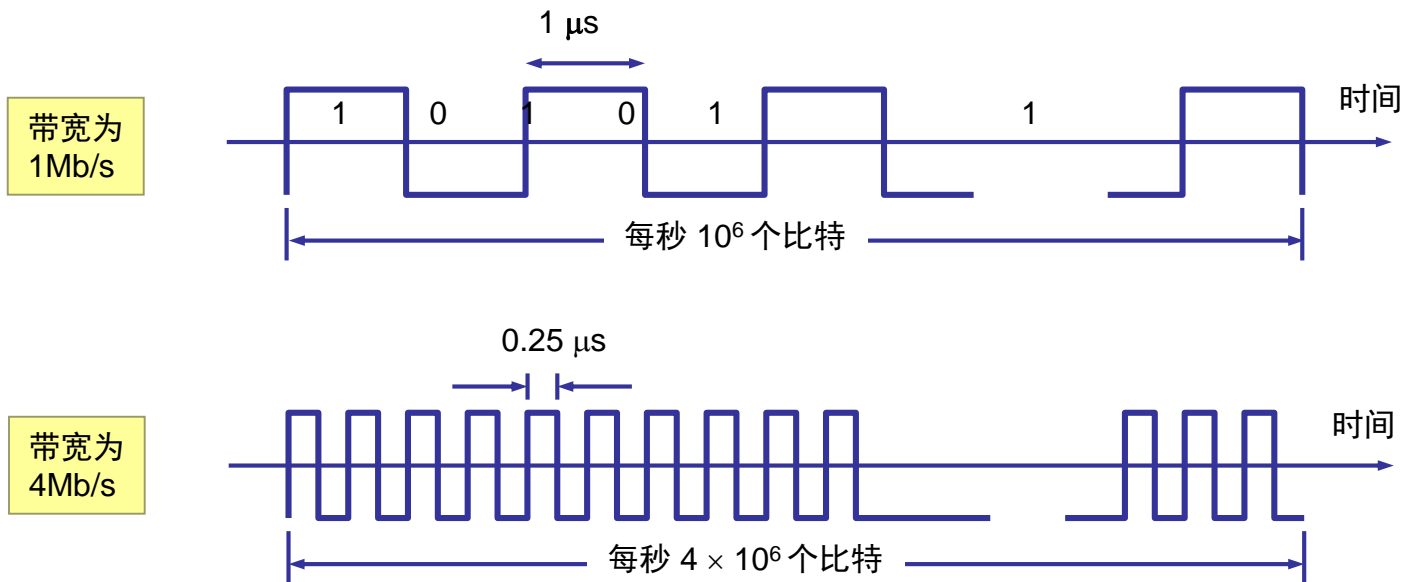 1 μs
带宽为
1Mb/s
1 0 1 0 1 1
时间
每秒 10⁶ 个比特
0.25 μs
带宽为
4Mb/s
时间
每秒 4 × 10⁶ 个比特